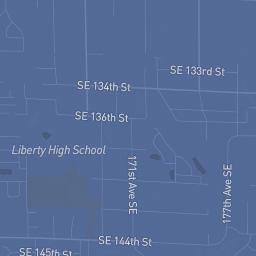 SE 133rd St
SE 134th St
SE 136th St
Liberty High School
171st Ave SE
177th Ave SE
SE 144th St
SE 145th St